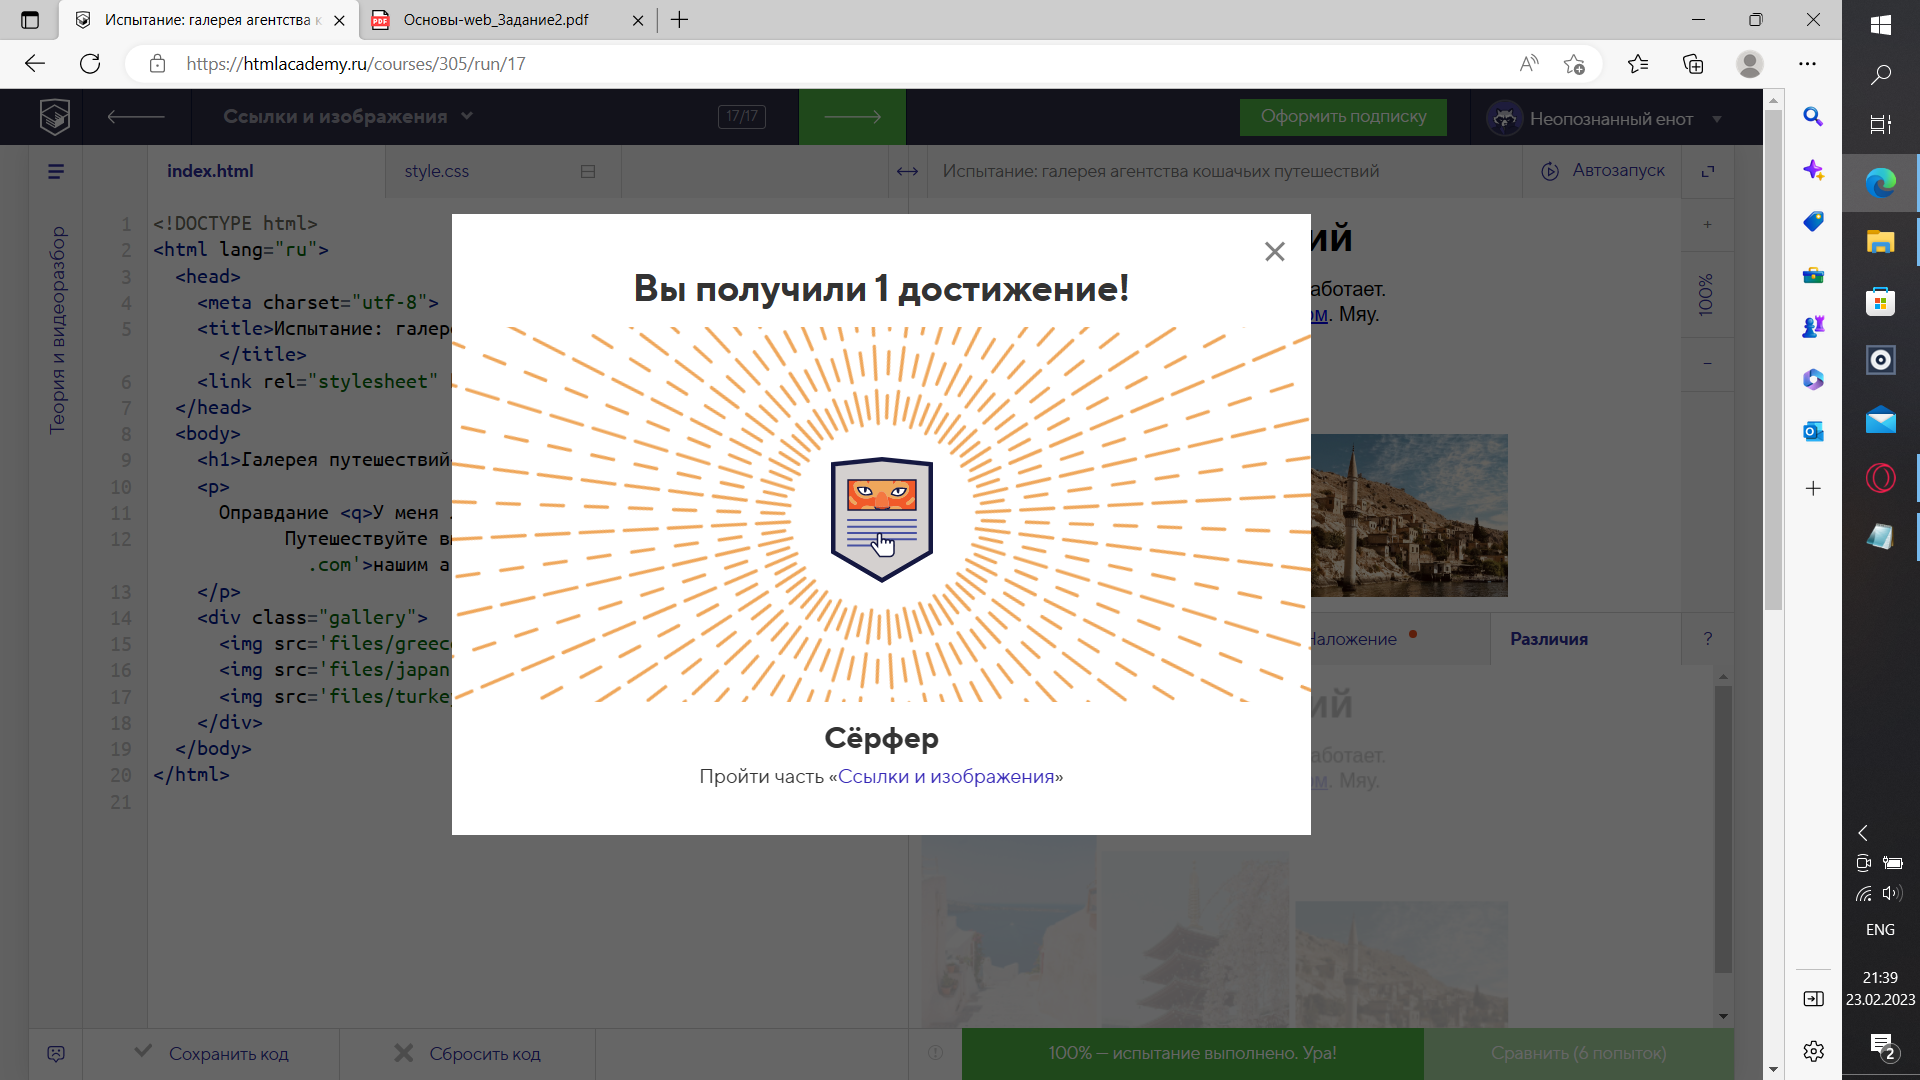 Испытание: галерея агентства к
Основы-web_Задание2.pdf
https://htmlacademy.ru/courses/305/run/17
Ссылки и изображения
17/17
Оформить подписку
Неопознанный енот
index.html
style.css
Испытание: галерея агентства кошачьих путешествий
Автозапуск
Теория и видеоразбор
1 <!DOCTYPE html>
2 <html lang="ru">
3 <head>
4 <meta charset="utf-8">
5 <title>Испытание: галер
</title>
6 <link rel="stylesheet"
7 </head>
8 <body>
9 <h1>Галерея путешествий
10 <p>
11 Оправдание <q>У меня
12 Путешествуйте в
.com'>нашим а
13 </p>
14 <div class="gallery">
15 <img src='files/greec
16 <img src='files/japan
17 <img src='files/turke
18 </div>
19 </body>
20 </html>
21
Вы получили 1 достижение!
Сёрфер
Пройти часть «Ссылки и изображения»
ий
аботает.
ом. Мяу.
+
100%
−
Наложение
Различия
?
ий
аботает.
ом. Мяу.
Сохранить код
Сбросить код
100% — испытание выполнено. Ура!
Сравнить (6 попыток)
ENG
21:39
23.02.2023
2